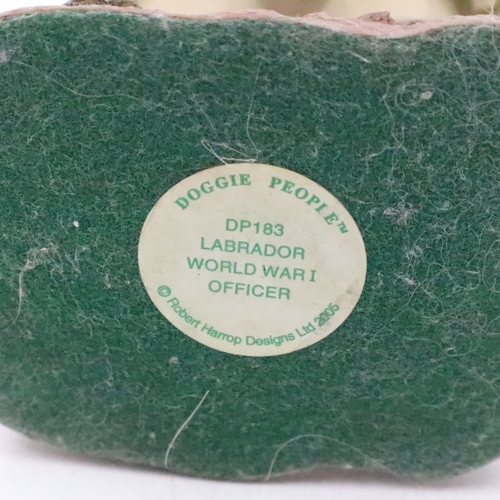 DOGGIE PEOPLE™
DP183
LABRADOR
WORLD WAR I
OFFICER
© Robert Harrop Designs Ltd 2005